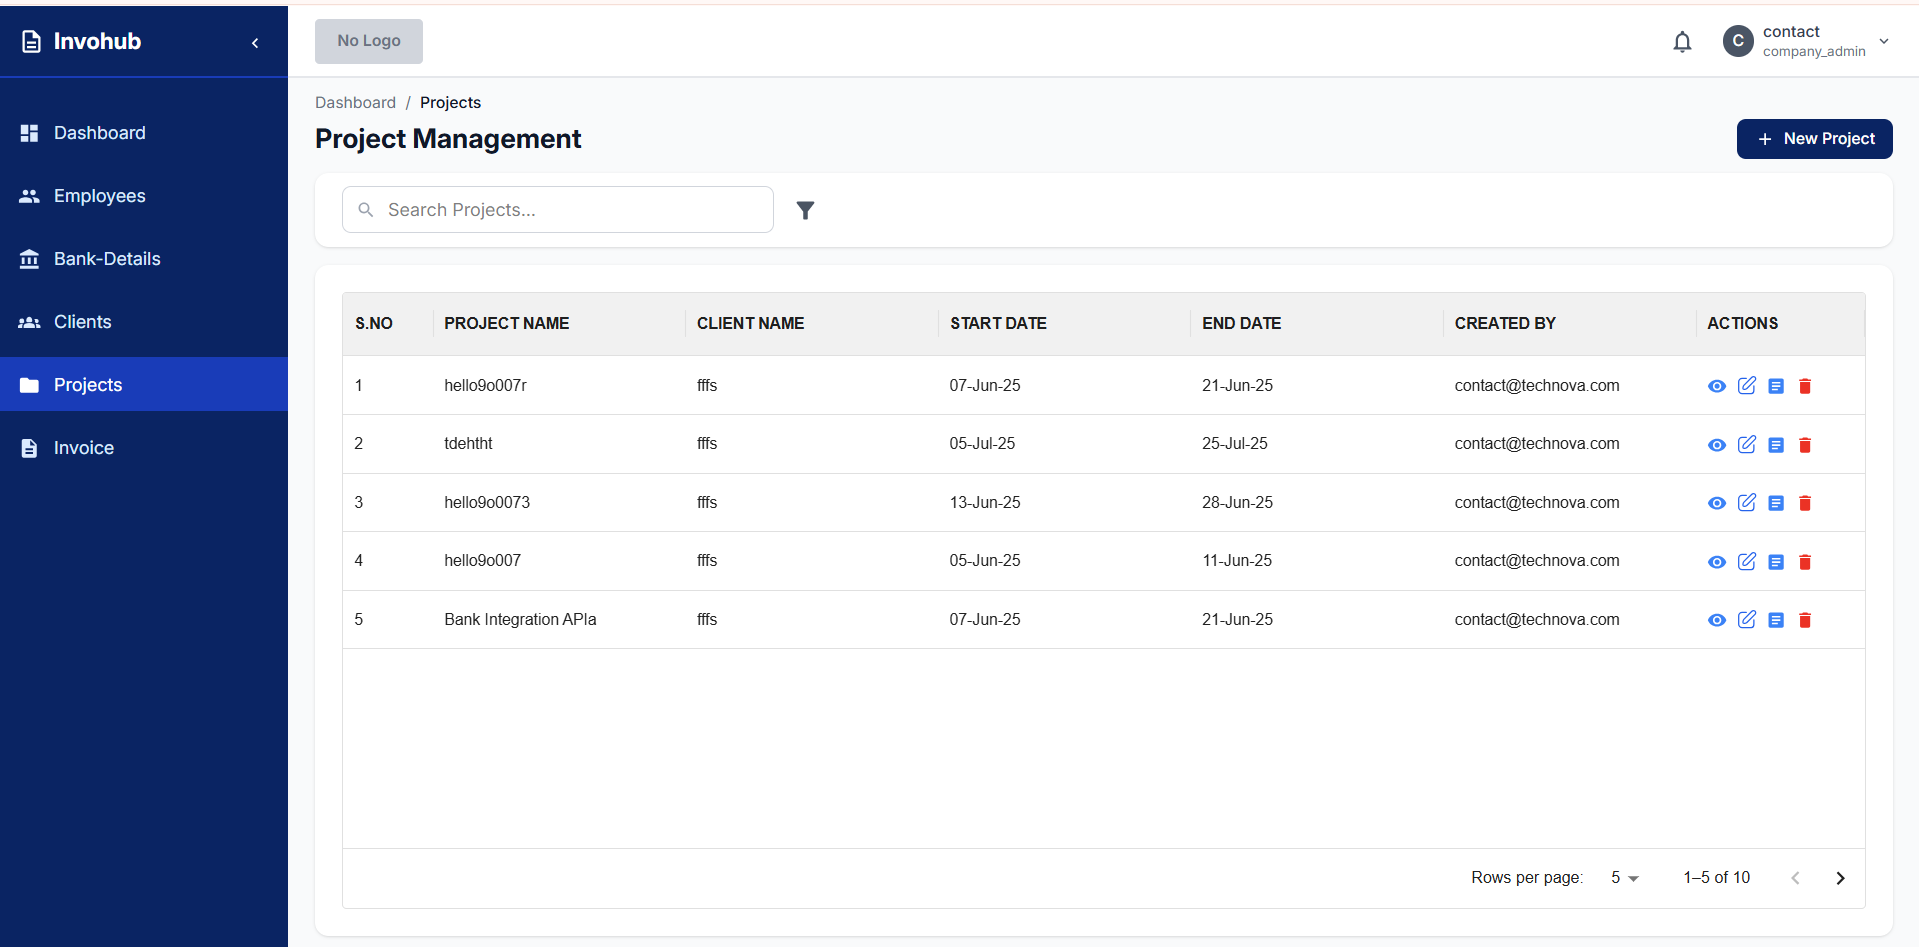 Invohub
No Logo
C
contact
company_admin
Dashboard
Employees
Bank-Details
Clients
Projects
Invoice
Dashboard / Projects
Project Management
+ New Project
Search Projects...
S.NO PROJECT NAME CLIENT NAME START DATE END DATE CREATED BY ACTIONS
1 hello9o007r fffs 07-Jun-25 21-Jun-25 contact@technova.com
2 tdehtht fffs 05-Jul-25 25-Jul-25 contact@technova.com
3 hello9o0073 fffs 13-Jun-25 28-Jun-25 contact@technova.com
4 hello9o007 fffs 05-Jun-25 11-Jun-25 contact@technova.com
5 Bank Integration APIa fffs 07-Jun-25 21-Jun-25 contact@technova.com
Rows per page: 5 1–5 of 10